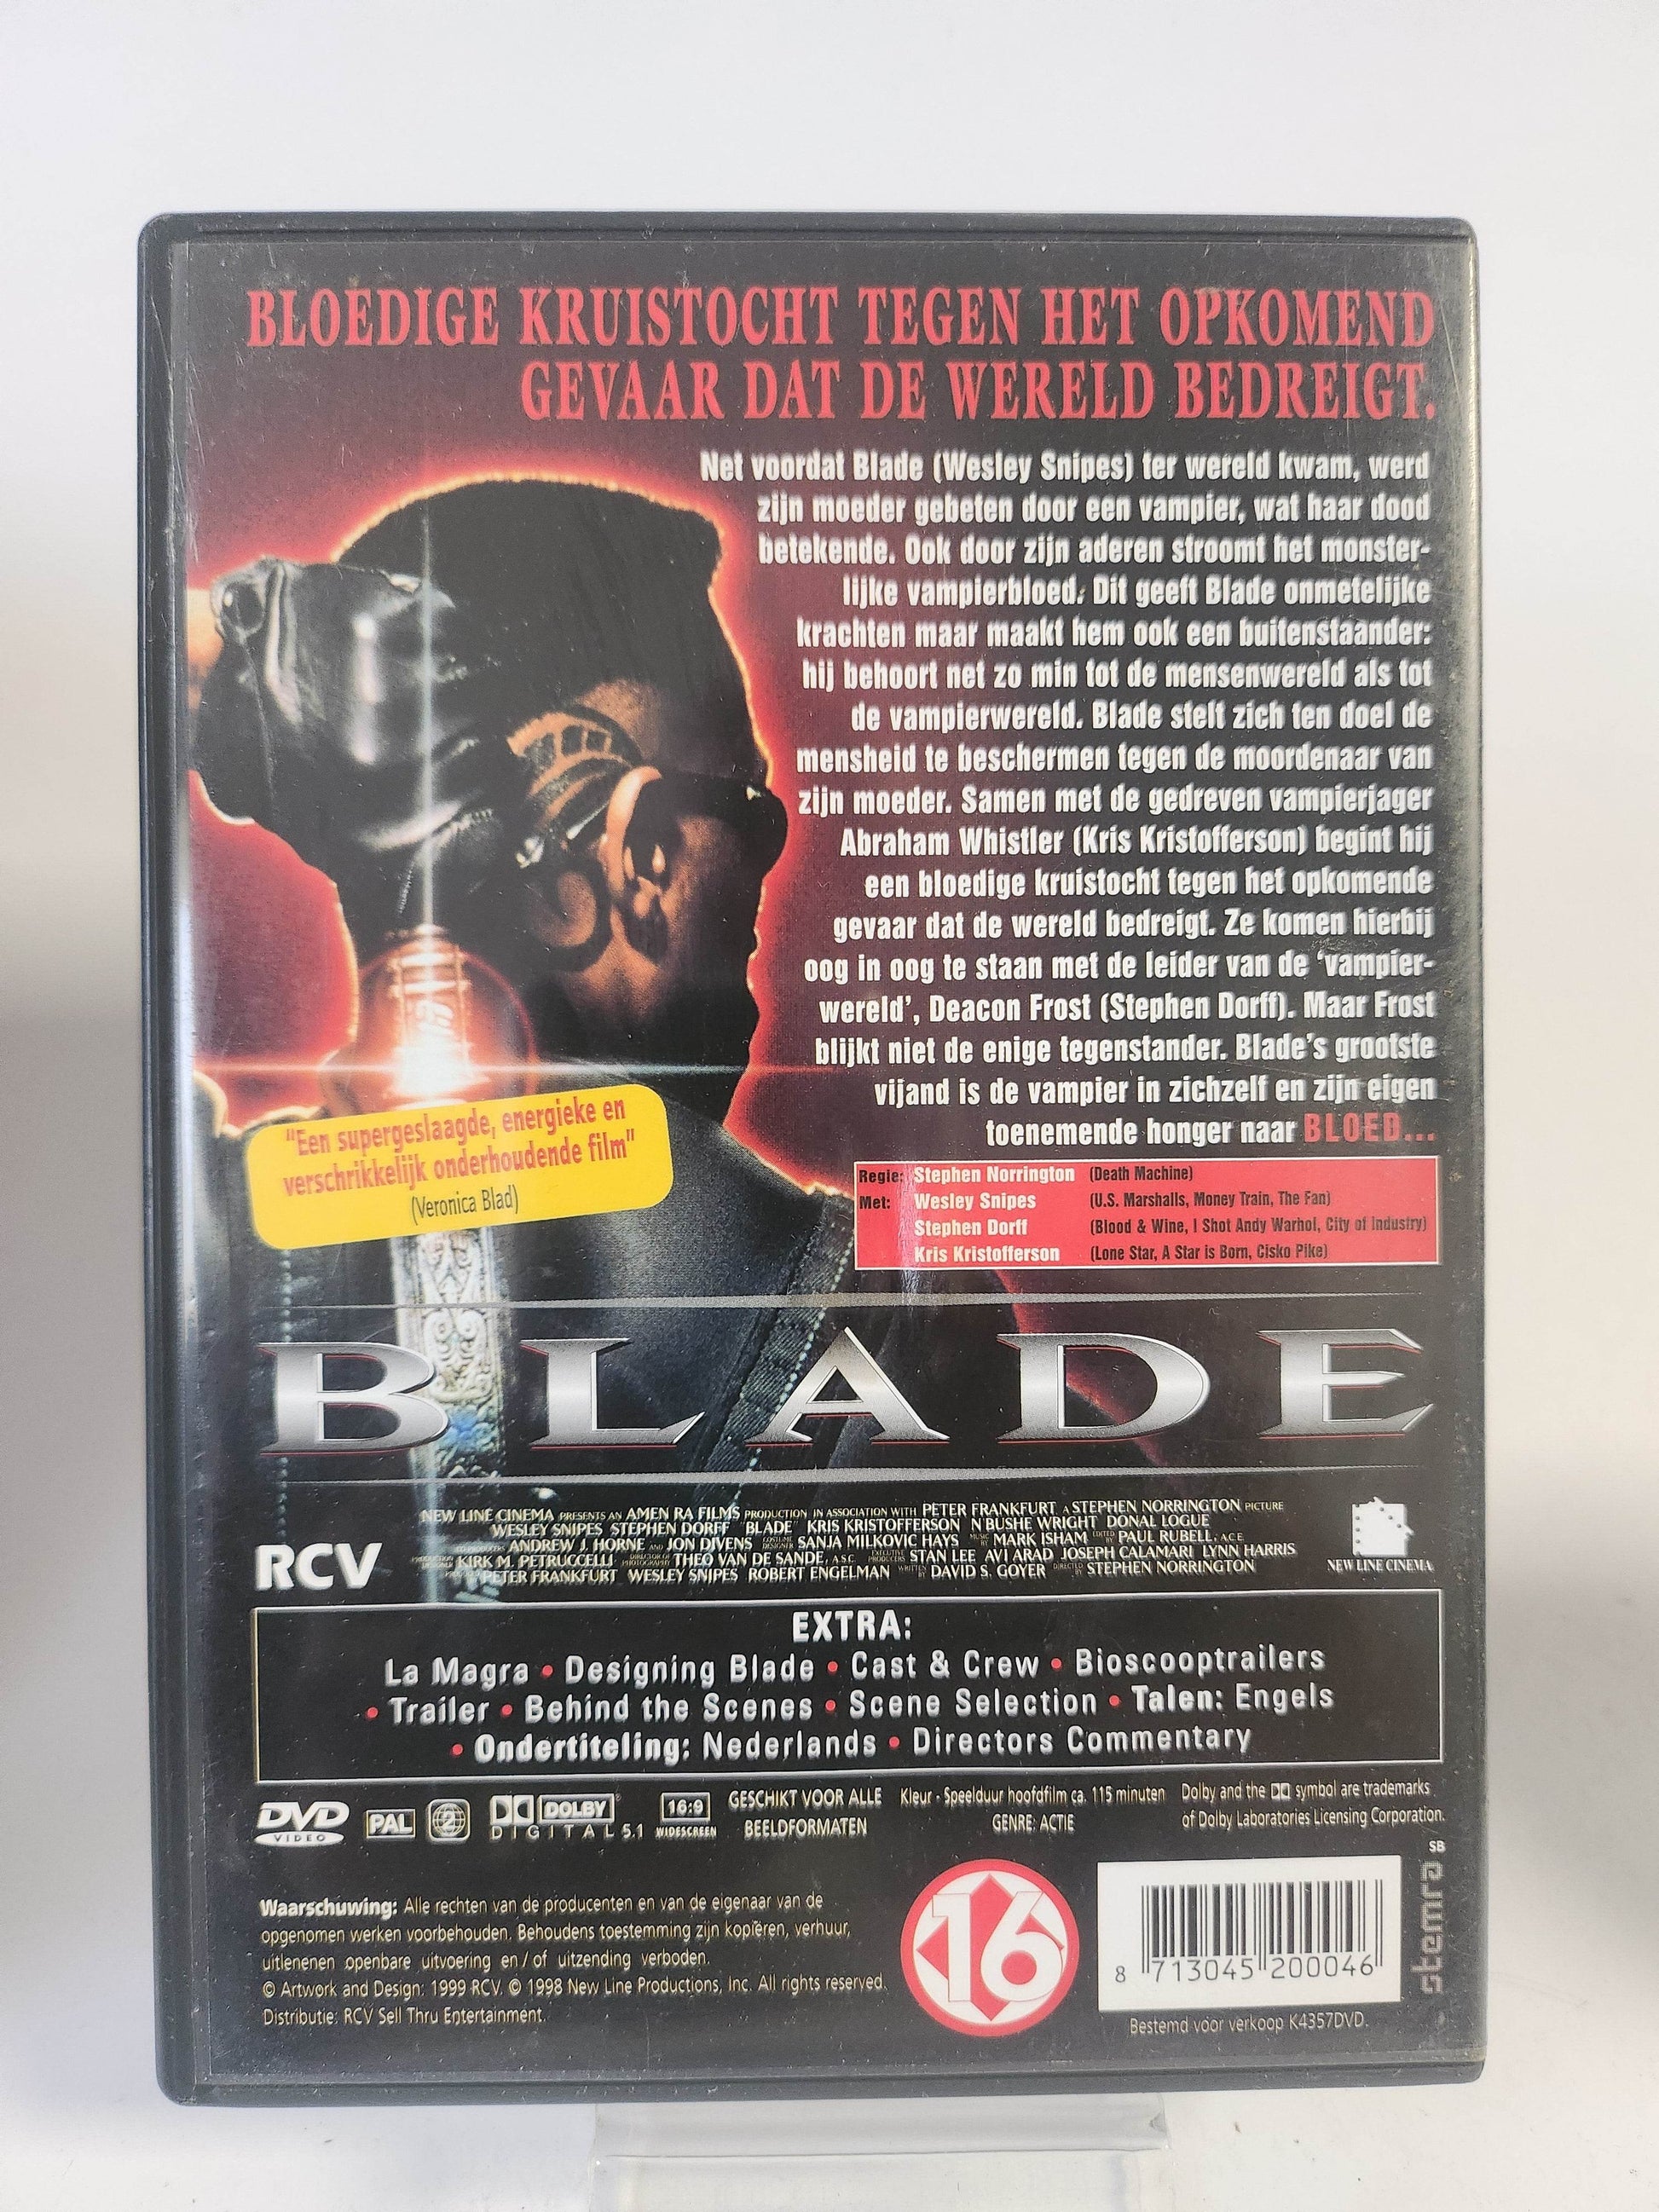 BLOEDIGE KRUISTOCHT TEGEN HET OPKOMEND
GEVAAR DAT DE WERELD BEDREIGT.
Net voordat Blade (Wesley Snipes) ter wereld kwam, werd
zijn moeder gebeten door een vampier, wat haar dood
betekende. Ook door zijn aderen stroomt het monster-
lijke vampierbloed. Dit geeft Blade onmetelijke
krachten maar maakt hem ook een buitenstaander:
hij behoort net zo min tot de mensenwereld als tot
de vampierwereld. Blade stelt zich ten doel de
mensheid te beschermen tegen de moordenaar van
zijn moeder. Samen met de gedreven vampierjager
Abraham Whistler (Kris Kristofferson) begint hij
een bloedige kruistocht tegen het opkomende
gevaar dat de wereld bedreigt. Ze komen hierbij
oog in oog te staan met de leider van de 'vampier-
wereld', Deacon Frost (Stephen Dorff). Maar Frost
blijkt niet de enige tegenstander. Blade's grootste
vijand is de vampier in zichzelf en zijn eigen
toenemende honger naar BLOED...
"Een supergeslaagde, energieke en
verschrikkelijk onderhoudende film"
(Veronica Blad)
Regie: Stephen Norrington (Death Machine)
Met: Wesley Snipes (U.S. Marshalls, Money Train, The Fan)
Stephen Dorff (Blood & Wine, I Shot Andy Warhol, City of Industry)
Kris Kristofferson (Lone Star, A Star is Born, Cisko Pike)
BLADE
NEW LINE CINEMA PRESENTS AN AMEN RA FILMS PRODUCTION IN ASSOCIATION WITH PETER FRANKFURT A STEPHEN NORRINGTON PICTURE
WESLEY SNIPES STEPHEN DORFF "BLADE" KRIS KRISTOFFERSON N'BUSHE WRIGHT DONAL LOGUE
ANDREW J. HORNE AND JON DIVENS COSTUME DESIGNER SANJA MILKOVIC HAYS MUSIC BY MARK ISHAM EDITED BY PAUL RUBELL, A.C.E.
PRODUCTION DESIGNER KIRK M. PETRUCCELLI DIRECTOR OF PHOTOGRAPHY THEO VAN DE SANDE, A.S.C. EXECUTIVE PRODUCERS STAN LEE AVI ARAD JOSEPH CALAMARI LYNN HARRIS
PETER FRANKFURT WESLEY SNIPES ROBERT ENGELMAN WRITTEN BY DAVID S. GOYER DIRECTED BY STEPHEN NORRINGTON
RCV
NEW LINE CINEMA
EXTRA:
La Magra • Designing Blade • Cast & Crew • Bioscooptrailers
• Trailer • Behind the Scenes • Scene Selection • Talen: Engels
• Ondertiteling: Nederlands • Directors Commentary
DVD VIDEO
PAL
2
DOLBY DIGITAL 5.1
16:9 WIDESCREEN
GESCHIKT VOOR ALLE
BEELDFORMATEN
Kleur - Speelduur hoofdfilm ca. 115 minuten
GENRE: ACTIE
Dolby and the symbol are trademarks
of Dolby Laboratories Licensing Corporation.
SB
stemra
Waarschuwing: Alle rechten van de producenten en van de eigenaar van de
opgenomen werken voorbehouden. Behoudens toestemming zijn kopiëren, verhuur,
uitlenenen openbare uitvoering en/of uitzending verboden.
© Artwork and Design: 1999 RCV. © 1998 New Line Productions, Inc. All rights reserved.
Distributie: RCV Sell Thru Entertainment.
16
8 713045 200046
Bestemd voor verkoop K4357DVD.